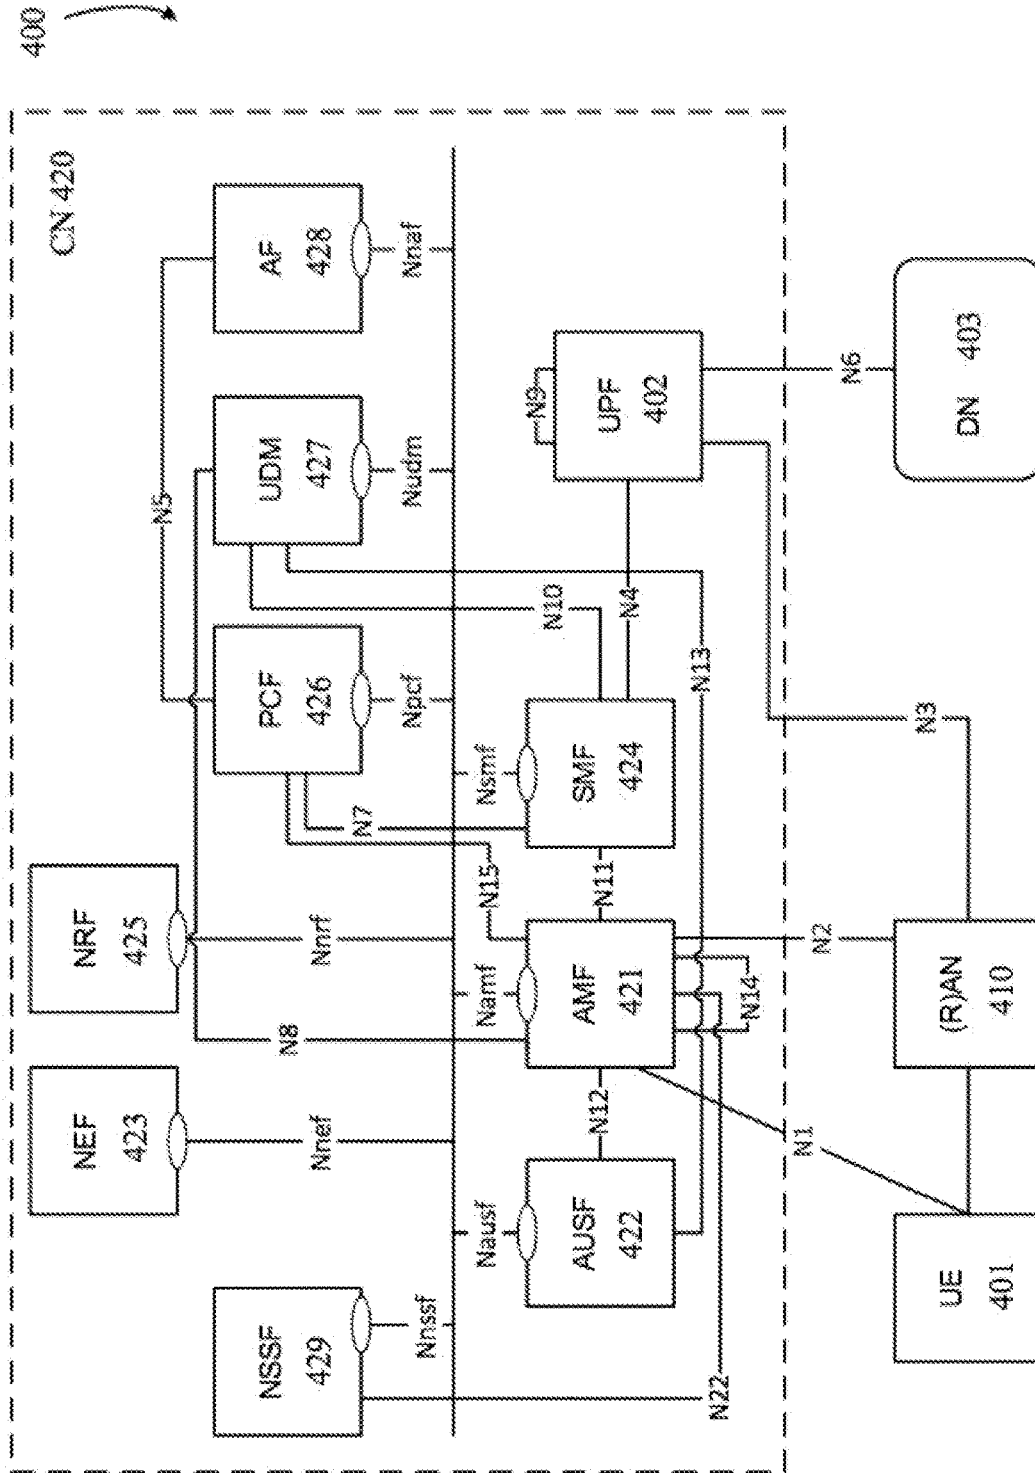 400
CN 420
NSSF
429
NEF
423
NRF
425
PCF
426
UDM
427
AF
428
N5
N8
Nnssf
Nnef
Nnrf
N7
Npcf
Nudm
Nnaf
Nausf
Namf
N15
Nsmf
N10
AUSF
422
N12
AMF
421
N11
SMF
424
N4
N9
UPF
402
N22
N14
N13
N1
N2
N3
N6
UE
401
(R)AN
410
DN 403